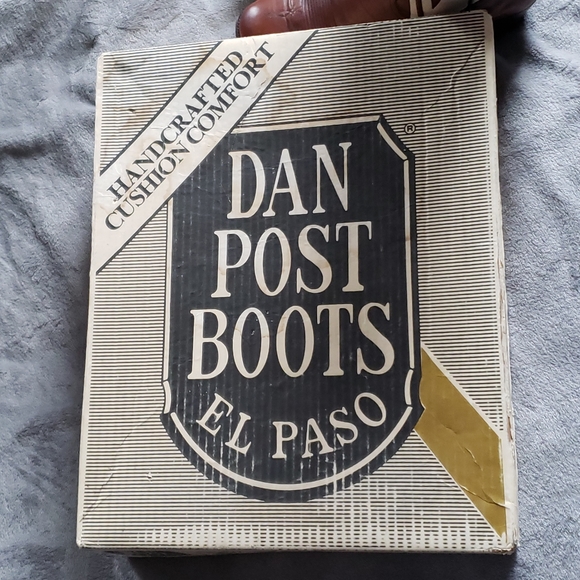 HANDCRAFTED
CUSHION COMFORT
®
DAN
POST
BOOTS
EL PASO